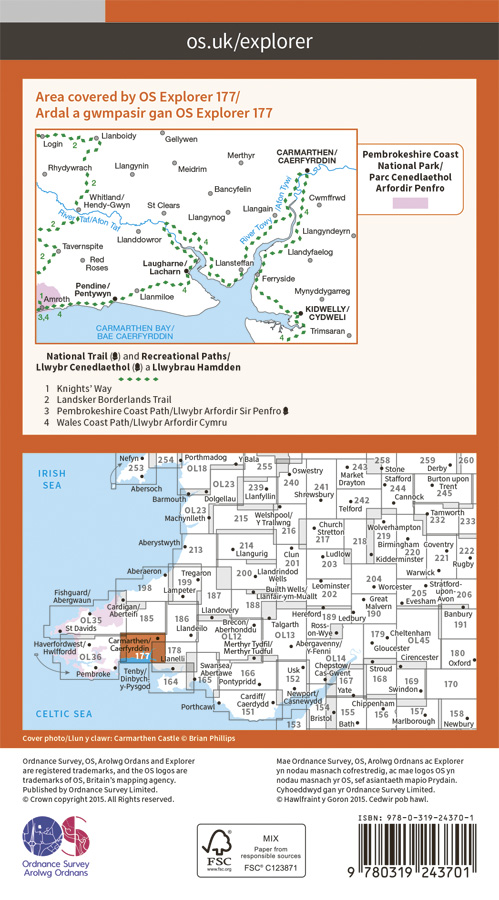 os.uk/explorer
Area covered by OS Explorer 177/
Ardal a gwmpasir gan OS Explorer 177
Login
Llanboidy
Gellywen
CARMARTHEN/
CAERFYRDDIN
Rhydwrach
Llangynin
Meidrim
Merthyr
Bancyfelin
Whitland/
Hendy-Gwyn
St Clears
Llangynog
Llangain
Cwmffrwd
River Taf/Afon Taf
River Towy
/Afon Tywi
Llanddowror
Llangyndeyrn
Tavernspite
Red
Roses
Laugharne/
Lacharn
Llansteffan
Llandyfaelog
Ferryside
Pendine/
Pentywyn
Amroth
Llanmiloe
Mynyddygarreg
KIDWELLY/
CYDWELI
Trimsaran
CARMARTHEN BAY/
BAE CAERFYRDDIN
2
2
2
4
4
4
4
1
3,4
4
Pembrokeshire Coast
National Park/
Parc Cenedlaethol
Arfordir Penfro
National Trail () and Recreational Paths/
Llwybr Cenedlaethol () a Llwybrau Hamdden
1 Knights' Way
2 Landsker Borderlands Trail
3 Pembrokeshire Coast Path/Llwybr Arfordir Sir Penfro
4 Wales Coast Path/Llwybr Arfordir Cymru
IRISH
SEA
Nefyn
253
254
Porthmadog
OL18
Y Bala
255
Oswestry
240
243
Market
Drayton
258
Stone
259
Derby
260
Abersoch
Barmouth
OL23
Dolgellau
239
Llanfyllin
241
Shrewsbury
Stafford
244
Cannock
Burton upon
Trent
245
242
Telford
OL23
Machynlleth
215
Welshpool/
Y Trallwng
216
Church
Stretton
217
218
Wolverhampton
219
Birmingham
220
Tamworth
232
233
Aberystwyth
213
214
Llangurig
Clun
201
Ludlow
203
Kidderminster
Coventry
221
222
Rugby
Aberaeron
198
Tregaron
199
Lampeter
187
200
Llandrindod
Wells
Builth Wells/
Llanfair-ym-Muallt
188
Leominster
202
204
Worcester
Warwick
205
Stratford-
upon-
Avon
206
Evesham
Fishguard/
Abergwaun
Cardigan/
Aberteifi
OL35
St Davids
185
186
Llandovery
Llandeilo
Brecon/
Aberhonddu
OL12
Merthyr Tydfil/
Merthyr Tudful
Talgarth
OL13
Hereford
189
Ross-
on-Wye
Ledbury
190
Great
Malvern
Banbury
191
Haverfordwest/
Hwlffordd
OL36
Pembroke
Carmarthen/
Caerfyrddin
177
178
Llanelli
Tenby/
Dinbych-
y-Pysgod
164
165
Swansea/
Abertawe
166
Pontypridd
Abergavenny/
Y-Fenni
OL14
Usk
152
Chepstow/
Cas-Gwent
167
Yate
179
Cheltenham
OL45
Gloucester
Stroud
168
Cirencester
169
Swindon
180
Oxford
170
CELTIC SEA
Porthcawl
Cardiff/
Caerdydd
151
Newport/
Casnewydd
153
154
Bristol
155
Bath
Chippenham
156
157
Marlborough
158
Newbury
Cover photo/Llun y clawr: Carmarthen Castle © Brian Phillips
Ordnance Survey, OS, Arolwg Ordans and Explorer
are registered trademarks, and the OS logos are
trademarks of OS, Britain's mapping agency.
Published by Ordnance Survey Limited.
© Crown copyright 2015. All Rights reserved.
Mae Ordnance Survey, OS, Arolwg Ordnans ac Explorer
yn nodau masnach cofrestredig, ac mae logos OS yn
nodau masnach yr OS, sef asiantaeth mapio Prydain.
Cyhoeddwyd gan yr Ordnance Survey Limited.
© Hawlfraint y Goron 2015. Cedwir pob hawl.
Ordnance Survey
Arolwg Ordnans
FSC
www.fsc.org
MIX
Paper from
responsible sources
FSC® C123871
ISBN: 978-0-319-24370-1
9 780319 243701